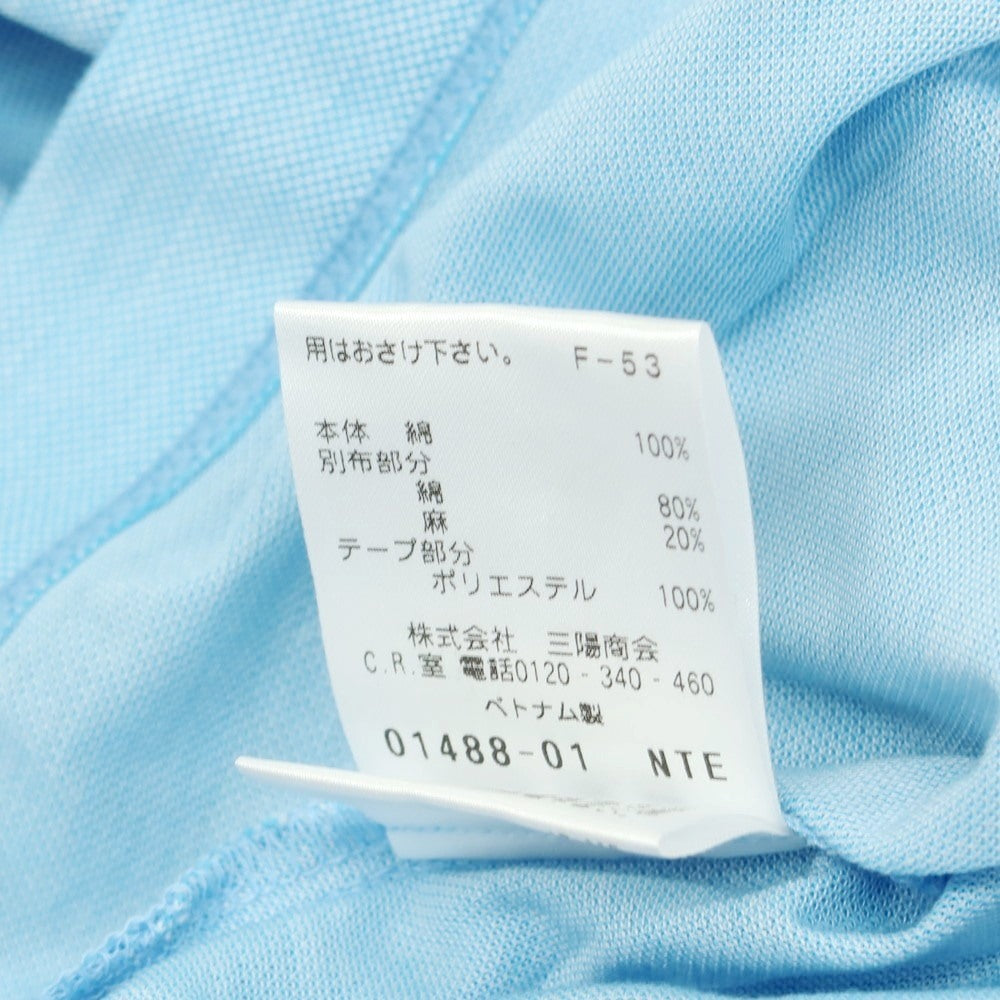 用はおさけ下さい。 F-53
本体 綿 100%
別布部分
綿 80%
麻 20%
テープ部分
ポリエステル 100%
株式会社 三陽商会
C.R.室 電話0120-340-460
ベトナム製
01488-01 NTE